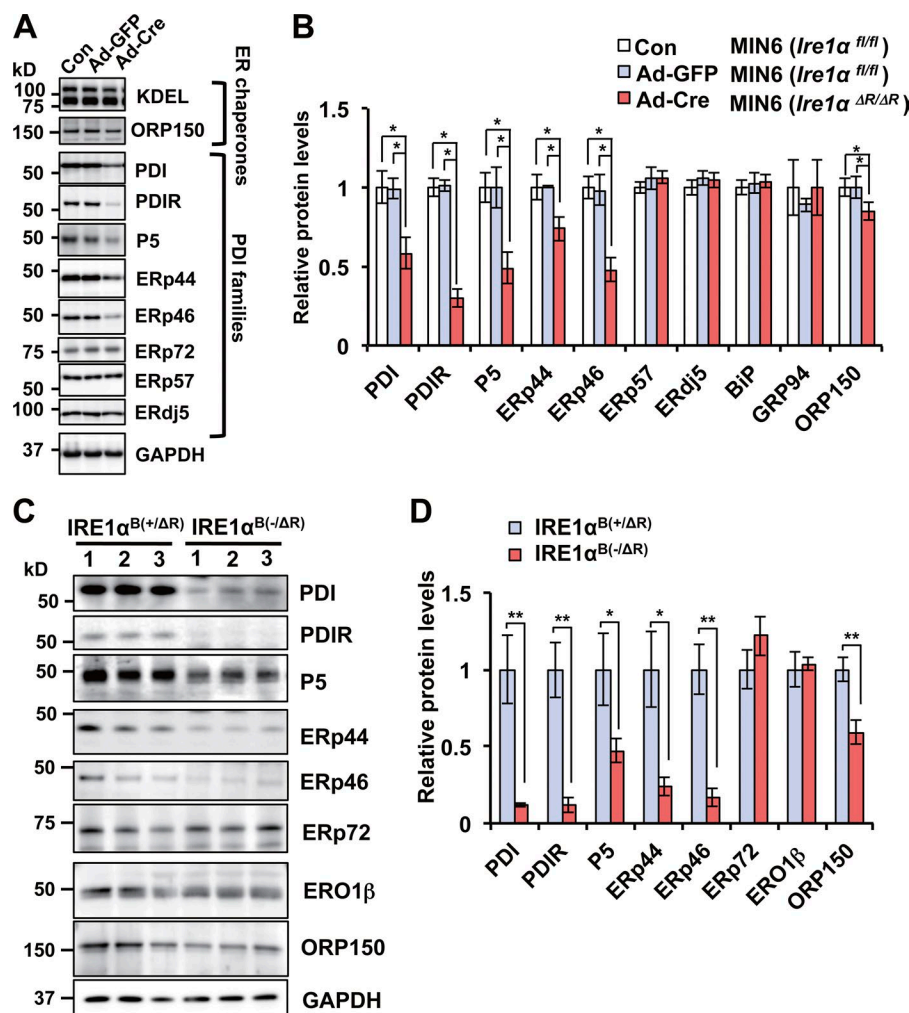 A
Con
Ad-GFP
Ad-Cre
kD
100
75
KDEL
150
ORP150
ER chaperones
50
PDI
50
PDIR
50
P5
50
ERp44
50
ERp46
75
ERp72
50
ERp57
100
ERdj5
PDI families
37
GAPDH
B
Con MIN6 (Ire1α fl/fl)
Ad-GFP MIN6 (Ire1α fl/fl)
Ad-Cre MIN6 (Ire1α ΔR/ΔR)
Relative protein levels
1.5
1
0.5
0
* * * * * * * * * * * *
PDI PDIR P5 ERp44 ERp46 ERp57 ERdj5 BiP GRP94 ORP150
C
IRE1αB(+/ΔR) IRE1αB(-/ΔR)
1 2 3 1 2 3
kD
50
PDI
50
PDIR
50
P5
50
ERp44
50
ERp46
75
ERp72
50
ERO1β
150
ORP150
37
GAPDH
D
IRE1αB(+/ΔR)
IRE1αB(-/ΔR)
Relative protein levels
1.5
1
0.5
0
** ** * * ** **
PDI PDIR P5 ERp44 ERp46 ERp72 ERO1β ORP150